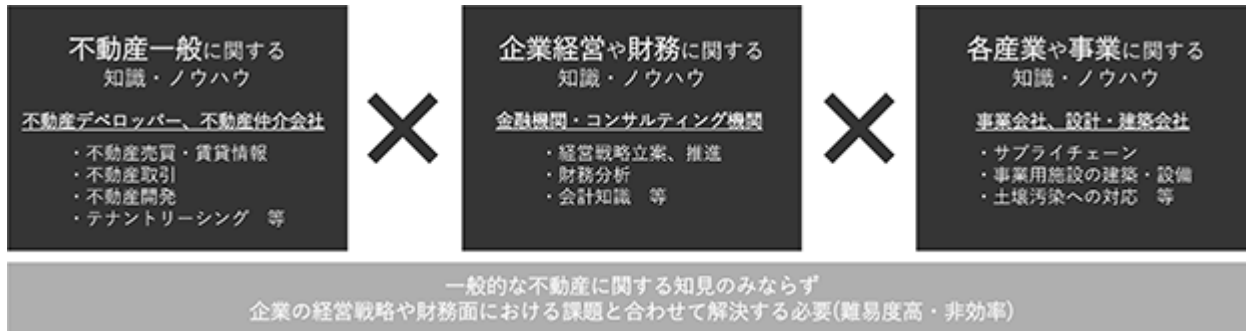 不動産一般に関する
知識・ノウハウ
不動産デベロッパー、不動産仲介会社
・不動産売買・賃貸情報
・不動産取引
・不動産開発
・テナントリーシング　等
企業経営や財務に関する
知識・ノウハウ
金融機関・コンサルティング機関
・経営戦略立案、推進
・財務分析
・会計知識　等
各産業や事業に関する
知識・ノウハウ
事業会社、設計・建築会社
・サプライチェーン
・事業用施設の建築・設備
・土壌汚染への対応　等
一般的な不動産に関する知見のみならず
企業の経営戦略や財務面における課題と合わせて解決する必要(難易度高・非効率)